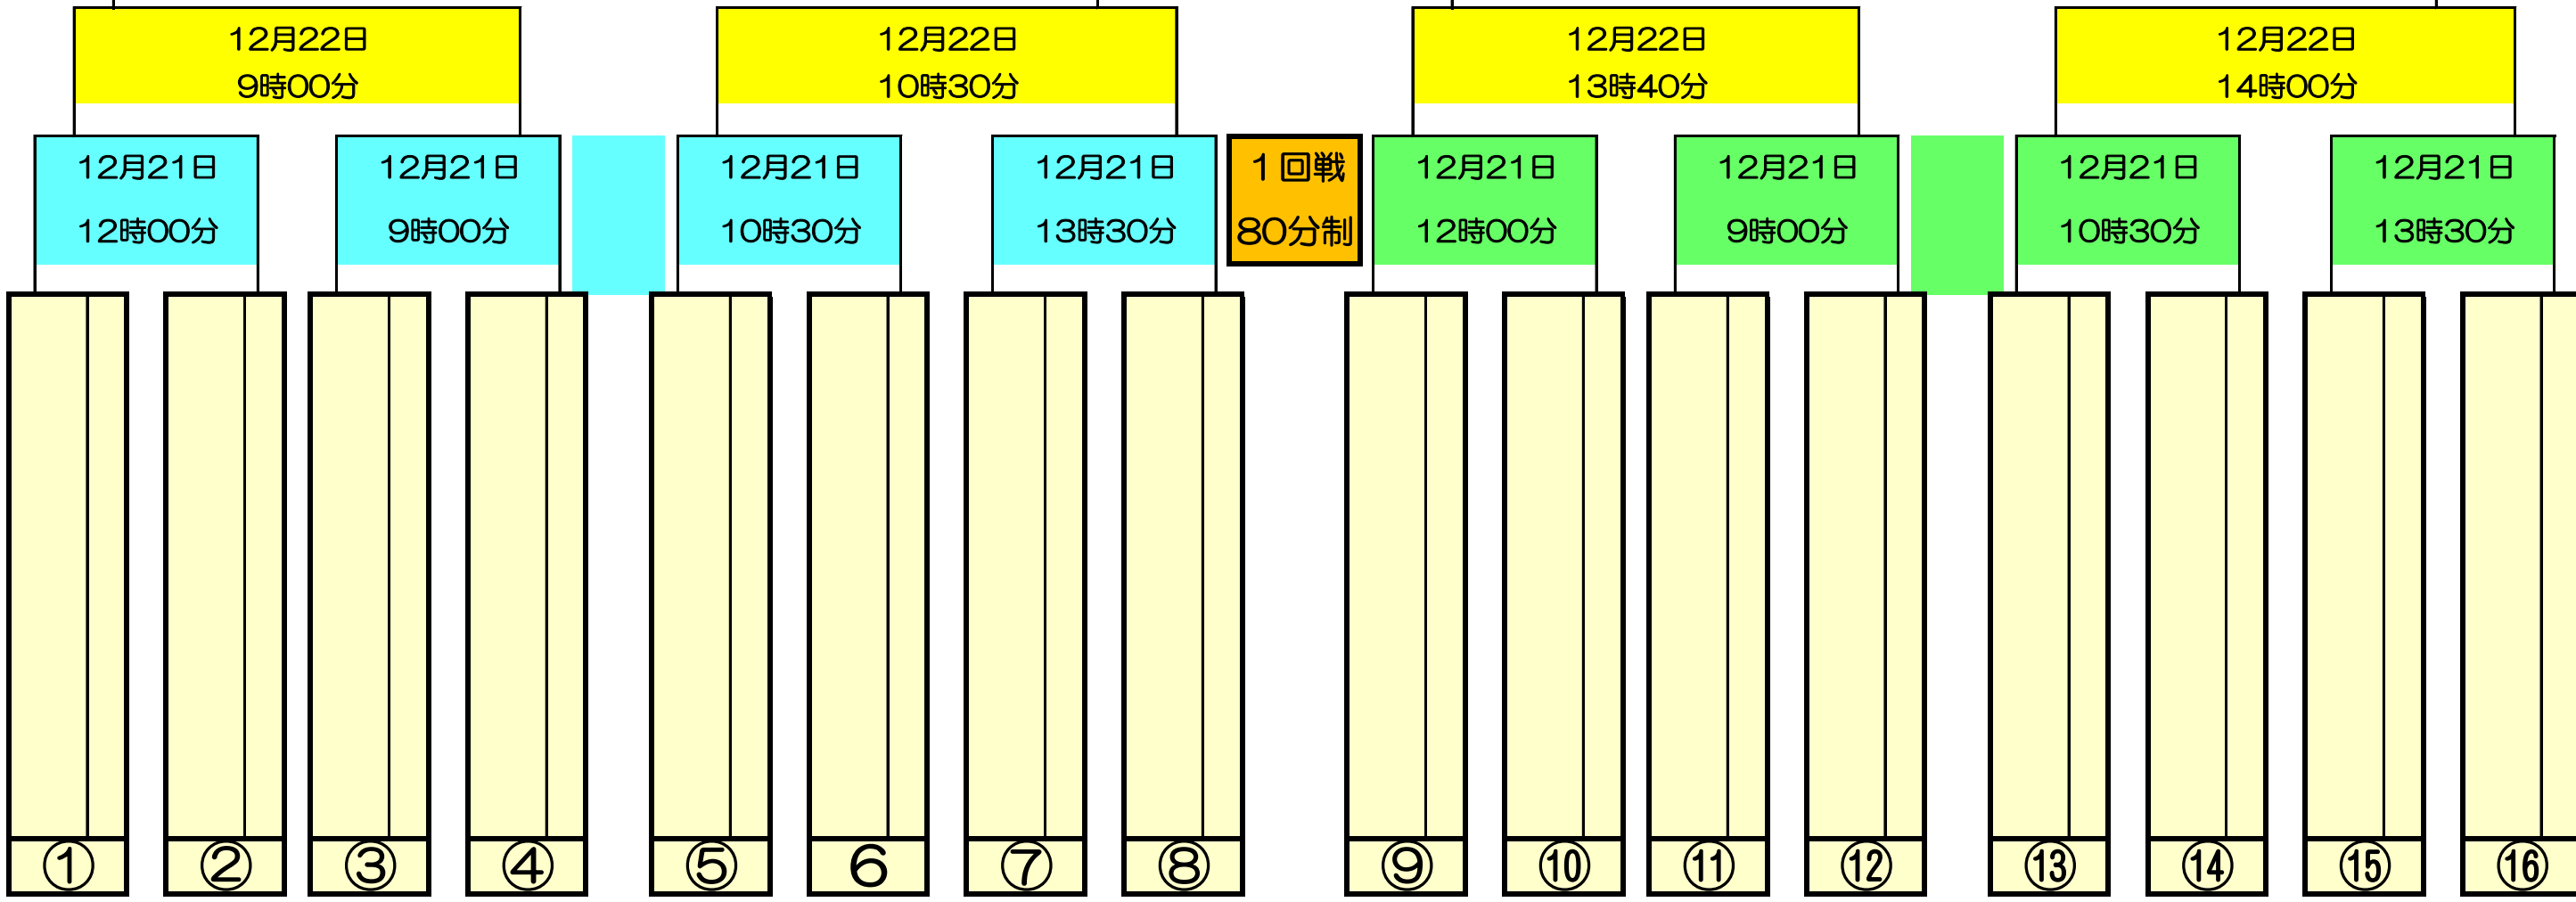 12月22日
9時00分
12月22日
10時30分
12月22日
13時40分
12月22日
14時00分
12月21日
12時00分
12月21日
9時00分
12月21日
10時30分
12月21日
13時30分
1回戦
80分制
12月21日
12時00分
12月21日
9時00分
12月21日
10時30分
12月21日
13時30分
①
②
③
④
⑤
6
⑦
⑧
⑨
⑩
⑪
⑫
⑬
⑭
⑮
⑯